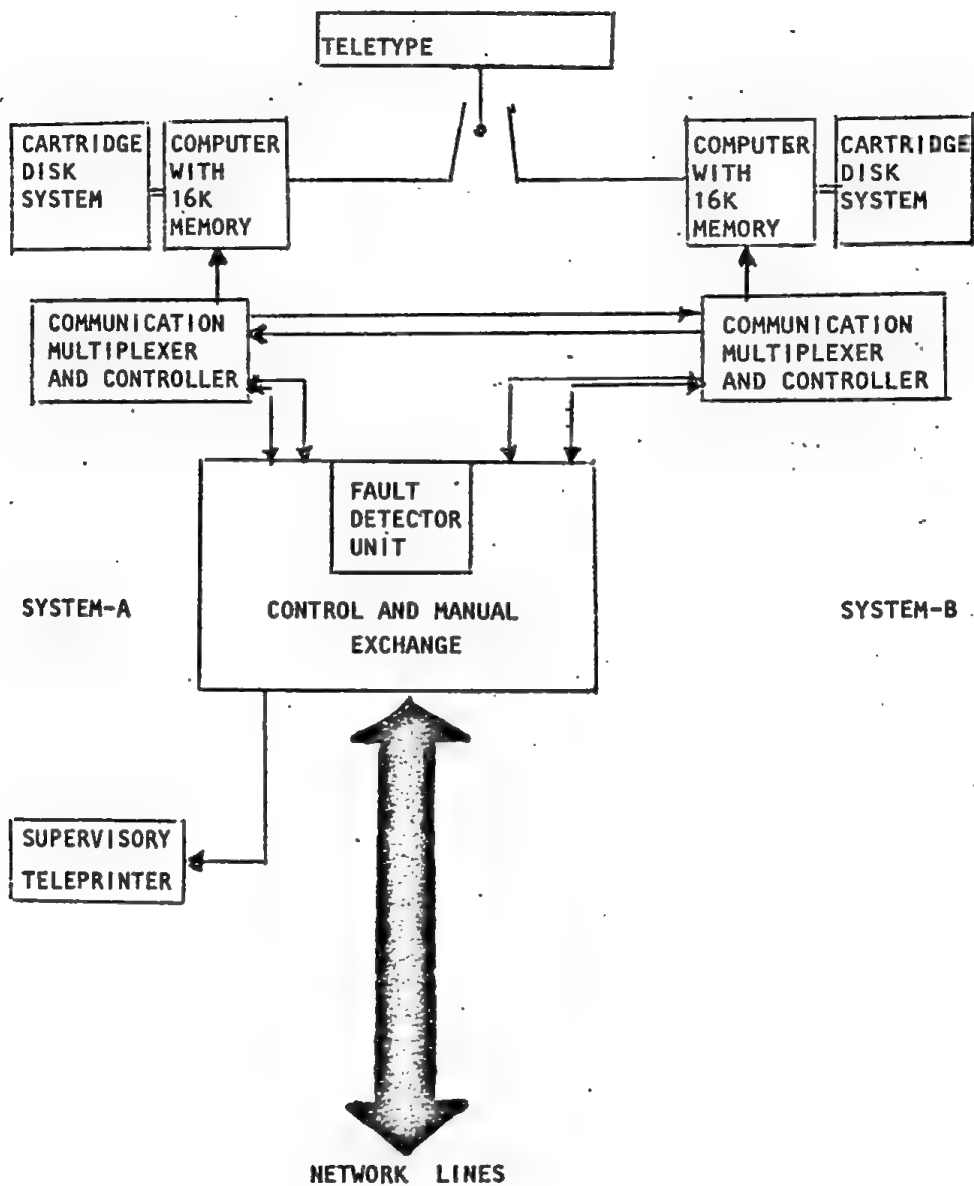 TELETYPE
CARTRIDGE
DISK
SYSTEM
COMPUTER
WITH
16K
MEMORY
COMPUTER
WITH
16K
MEMORY
CARTRIDGE
DISK
SYSTEM
COMMUNICATION
MULTIPLEXER
AND CONTROLLER
COMMUNICATION
MULTIPLEXER
AND CONTROLLER
FAULT
DETECTOR
UNIT
SYSTEM-A
CONTROL AND MANUAL
EXCHANGE
SYSTEM-B
SUPERVISORY
TELEPRINTER
NETWORK LINES